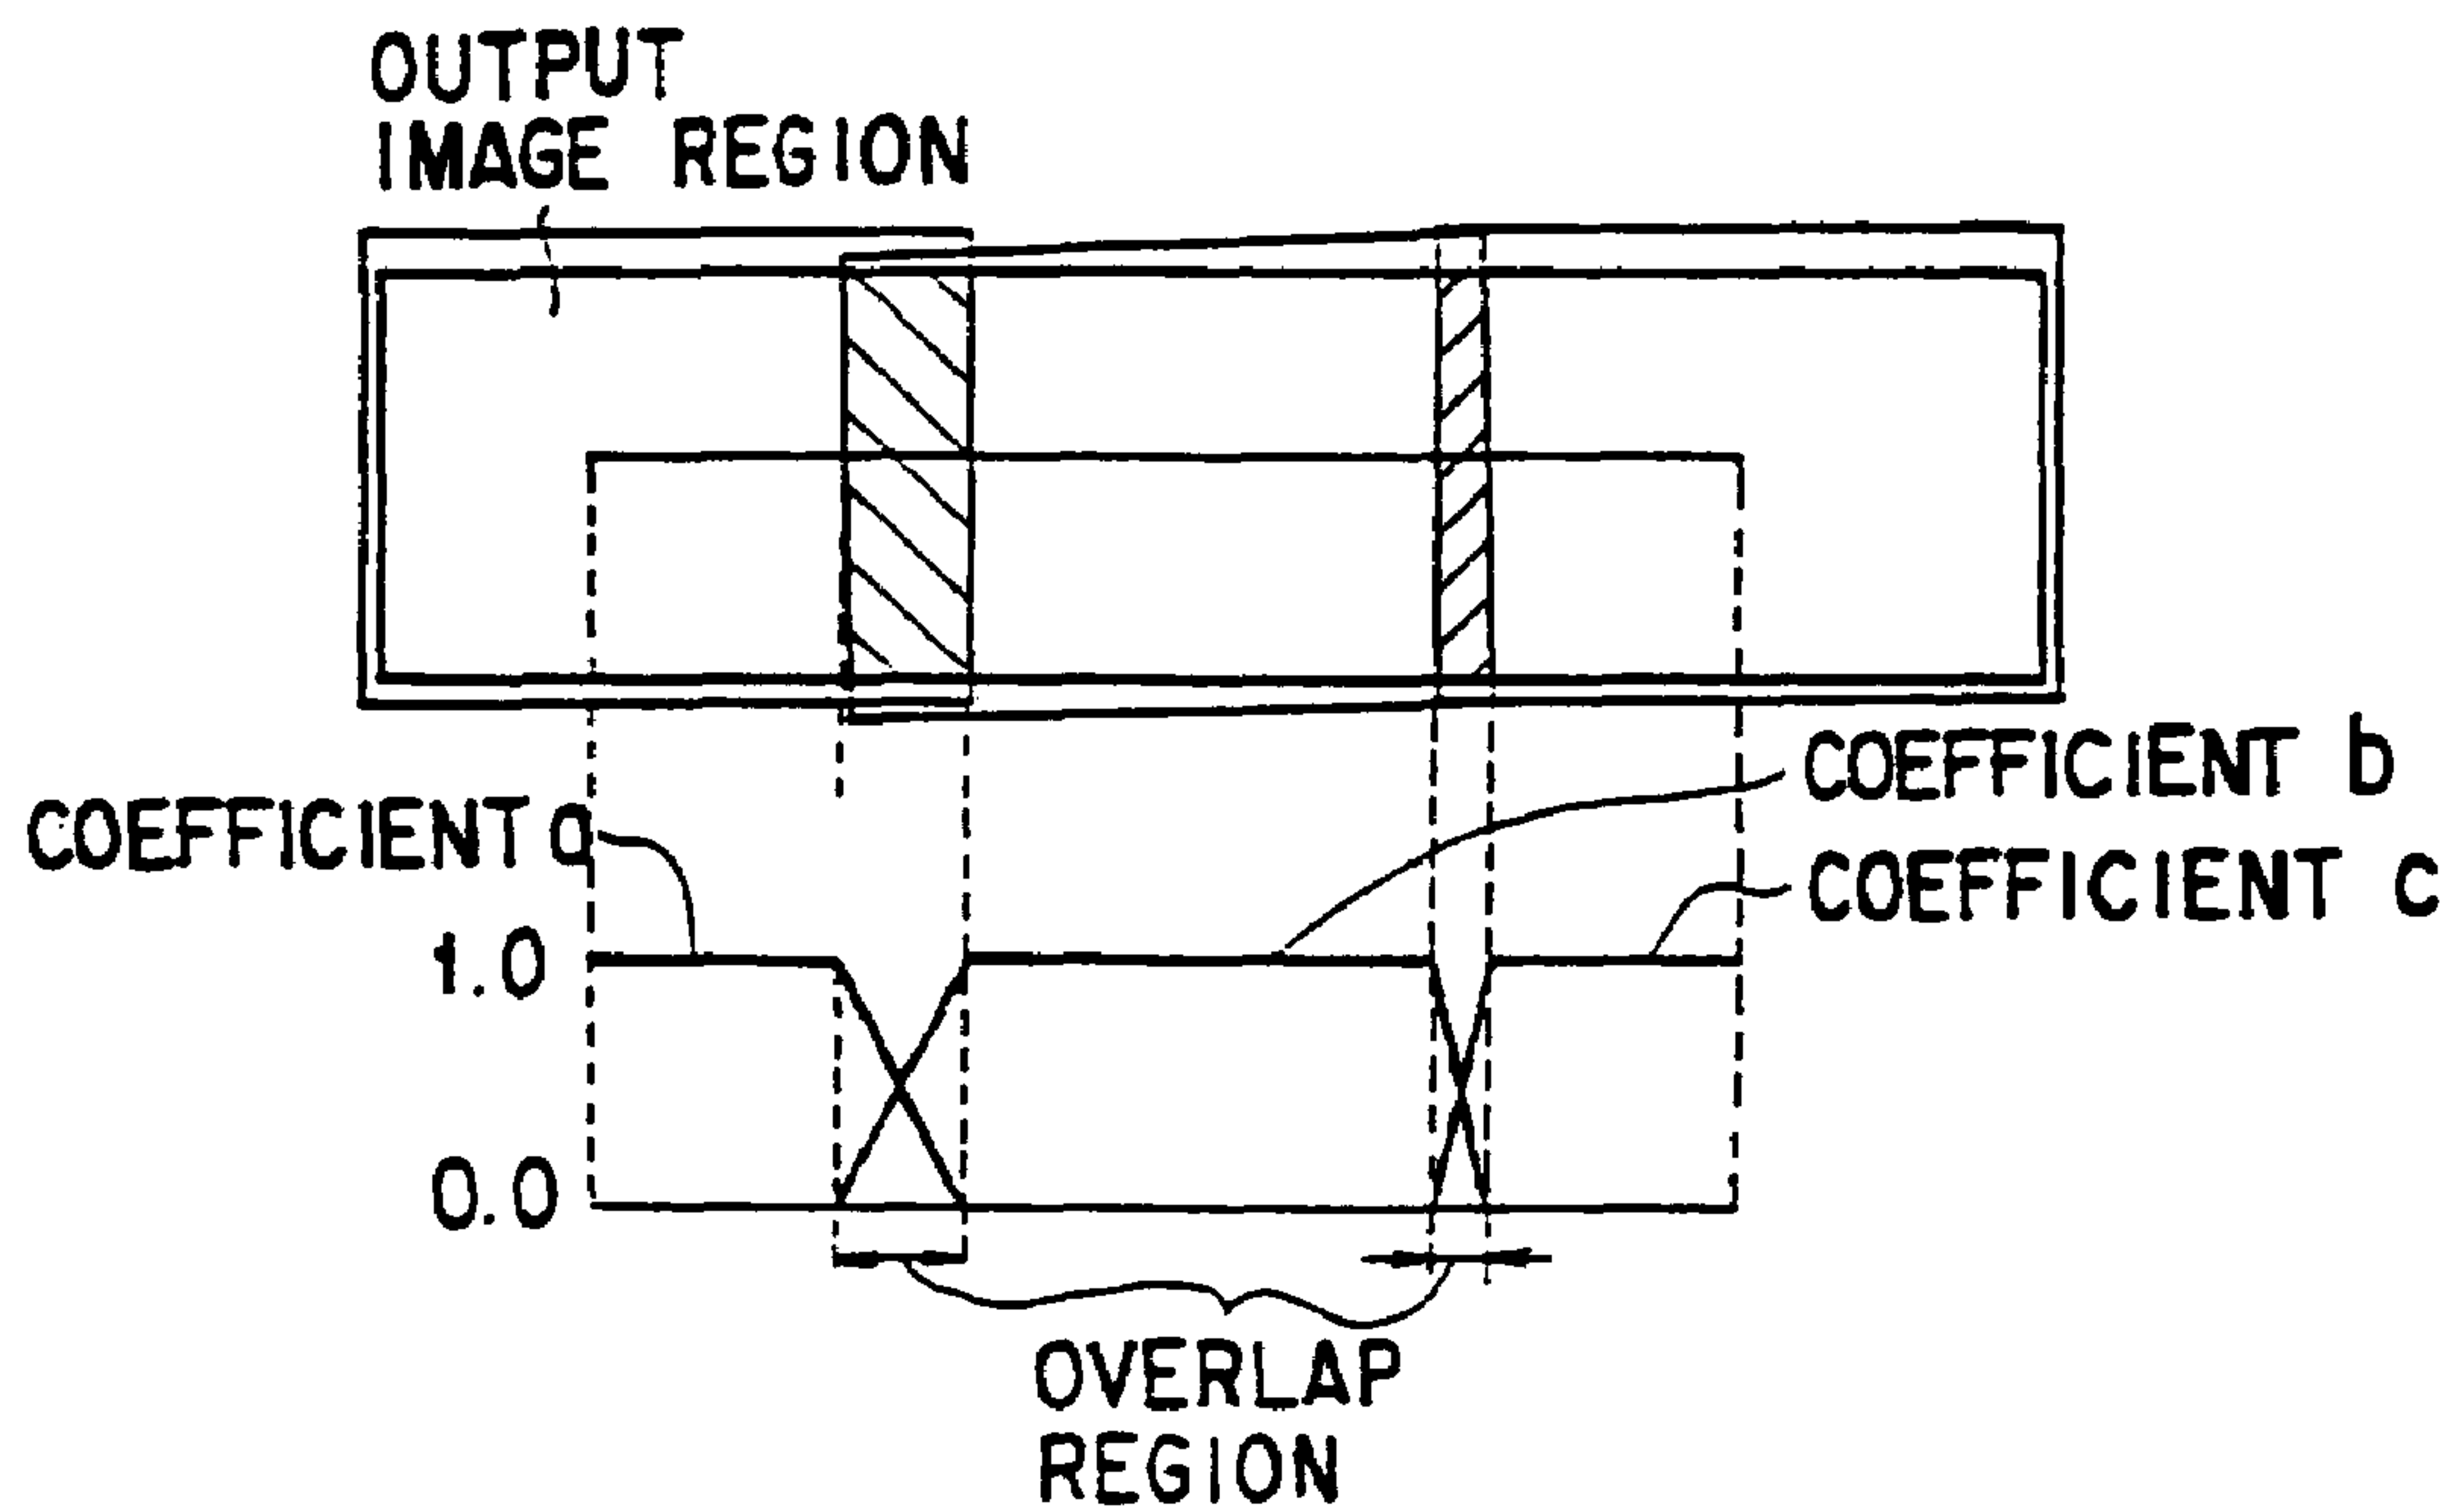 OUTPUT
IMAGE REGION
COEFFICIENT b
COEFFICIENT a
COEFFICIENT c
1.0
0.0
OVERLAP
REGION